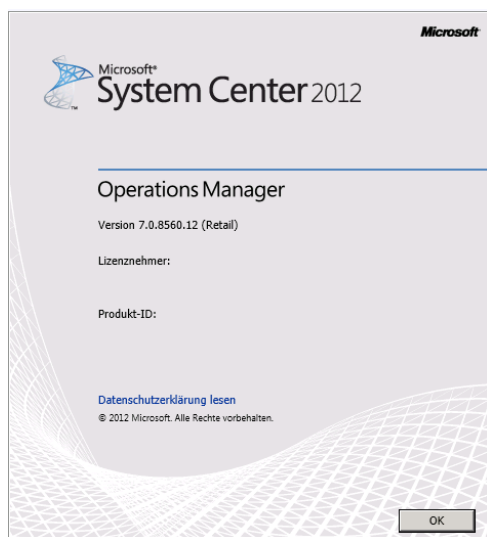 Microsoft
Microsoft®
System Center 2012
™
Operations Manager
Version 7.0.8560.12 (Retail)
Lizenznehmer:
Produkt-ID:
Datenschutzerklärung lesen
© 2012 Microsoft. Alle Rechte vorbehalten.
OK